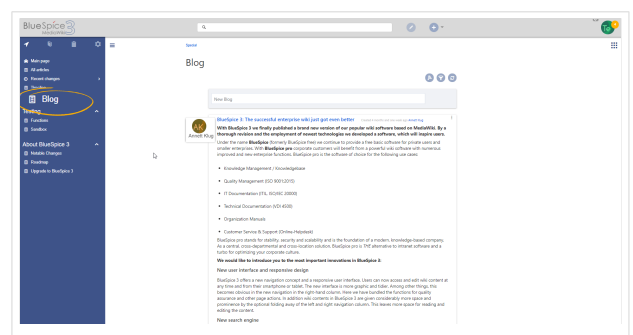 BlueSpice 3
MediaWiki
Main page
All articles
Recent changes
Blog
Testing
Functions
Sandbox
About BlueSpice 3
Notable Changes
Roadmap
Upgrade to BlueSpice 3
Special
Blog
New Blog
AK
Anneli Klug
BlueSpice 3: The successful enterprise wiki just got even better
With BlueSpice 3 we finally published a brand new version of our popular wiki software based on MediaWiki. By a
thorough revision and the employment of newest technologies we developed a software, which will inspire users.
Under the name BlueSpice (formerly BlueSpice free) we continue to provide a free basic software for private users and
smaller enterprises. With BlueSpice pro corporate customers will benefit from a powerful wiki software with numerous
improved and new enterprise functions. BlueSpice pro is the software of choice for the following use cases:
• Knowledge Management / Knowledgebase
• Quality Management (ISO 9001:2015)
• IT Documentation (ITIL, ISO/IEC 20000)
• Technical Documentation (VDI 4500)
• Organization Manuals
• Customer Service & Support (Online-Helpdesk)
BlueSpice pro stands for stability, security and scalability and is the foundation of a modern, knowledge-based company.
As a central, cross-departmental and cross-location solution, BlueSpice pro is THE alternative to intranet software and a
turbo for optimising your corporate culture.
We would like to introduce you to the most important innovations in BlueSpice 3:
New user interface and responsive design
BlueSpice 3 offers a new navigation concept and a responsive user interface. Users can now access and edit wiki content at
any time and from their smartphone or tablet. The new interface is more graphic and tidier. Among other things, this
becomes obvious in the new navigation in the right-hand column. Here we have bundled the functions for quality
assurance and other page actions. In addition wiki contents in BlueSpice 3 are given considerably more space and
prominence by the optional folding away of the left and right navigation column. This leaves more space for reading and
editing the content.
New search engine